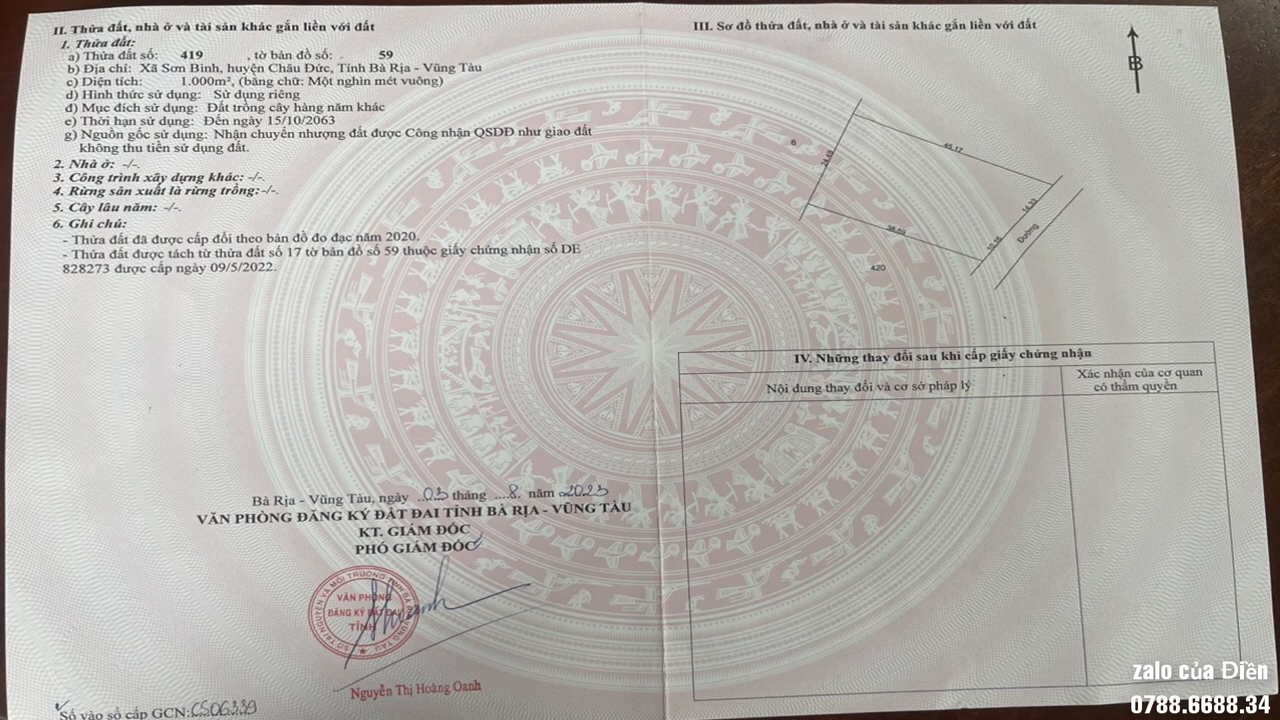 II. Thửa đất, nhà ở và tài sản khác gắn liền với đất
1. Thửa đất:
a) Thửa đất số: 419 , tờ bản đồ số: 59
b) Địa chỉ: Xã Sơn Bình, huyện Châu Đức, Tỉnh Bà Rịa - Vũng Tàu
c) Diện tích: 1.000m², (bằng chữ: Một nghìn mét vuông)
d) Hình thức sử dụng: Sử dụng riêng
đ) Mục đích sử dụng: Đất trồng cây hàng năm khác
e) Thời hạn sử dụng: Đến ngày 15/10/2063
g) Nguồn gốc sử dụng: Nhận chuyển nhượng đất được Công nhận QSDĐ như giao đất
không thu tiền sử dụng đất.
2. Nhà ở: -/-.
3. Công trình xây dựng khác: -/-.
4. Rừng sản xuất là rừng trồng:-/-.
5. Cây lâu năm: -/-.
6. Ghi chú:
- Thửa đất đã được cấp đổi theo bản đồ đo đạc năm 2020.
- Thửa đất được tách từ thửa đất số 17 tờ bản đồ số 59 thuộc giấy chứng nhận số DE
828273 được cấp ngày 09/5/2022.
Bà Rịa - Vũng Tàu, ngày ..03 tháng ....8. năm 2023
VĂN PHÒNG ĐĂNG KÝ ĐẤT ĐAI TỈNH BÀ RỊA - VŨNG TÀU
KT. GIÁM ĐỐC
PHÓ GIÁM ĐỐC
VĂN PHÒNG
ĐĂNG KÝ ĐẤT ĐAI
TỈNH
Nguyễn Thị Hoàng Oanh
Số vào sổ cấp GCN:CS06339
III. Sơ đồ thửa đất, nhà ở và tài sản khác gắn liền với đất
B
6
45.17
14.32
Đường
10.16
38.59
420
IV. Những thay đổi sau khi cấp giấy chứng nhận
Nội dung thay đổi và cơ sở pháp lý
Xác nhận của cơ quan
có thẩm quyền
zalo của Điền
0788.6688.34